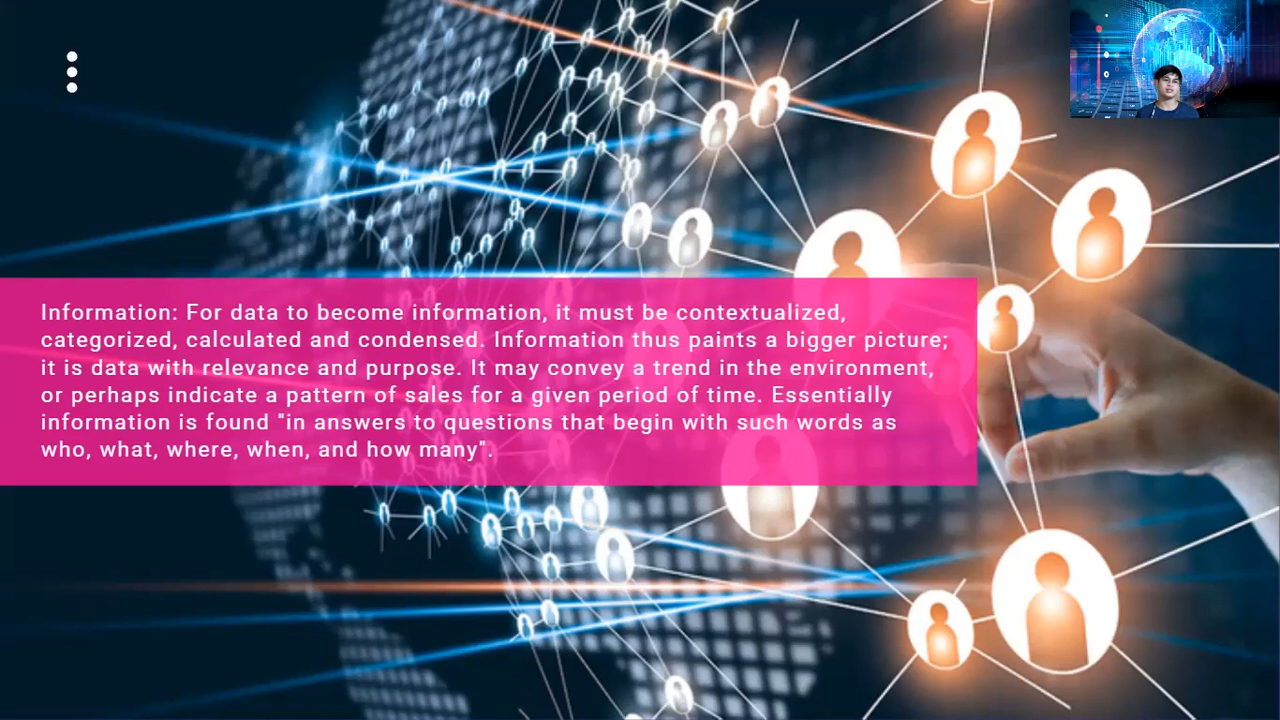 Information: For data to become information, it must be contextualized,
categorized, calculated and condensed. Information thus paints a bigger picture;
it is data with relevance and purpose. It may convey a trend in the environment,
or perhaps indicate a pattern of sales for a given period of time. Essentially
information is found "in answers to questions that begin with such words as
who, what, where, when, and how many".